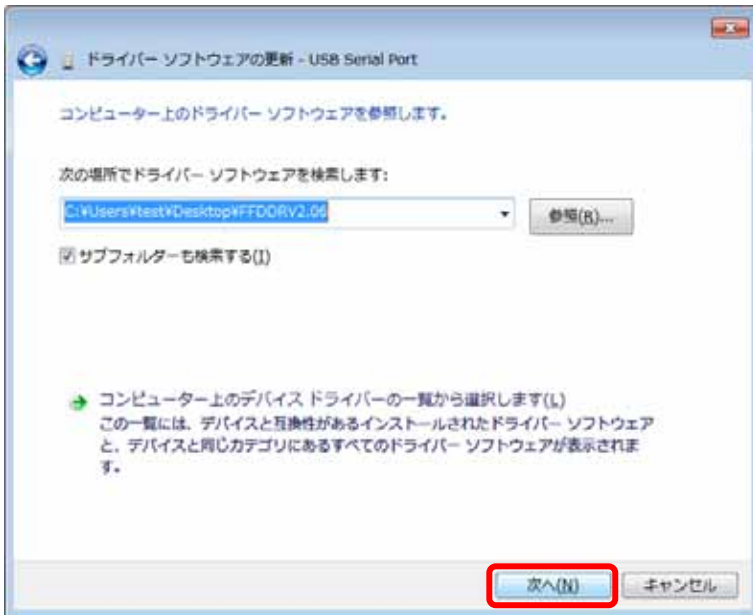 ドライバー ソフトウェアの更新 - USB Serial Port
コンピューター上のドライバー ソフトウェアを参照します。
次の場所でドライバー ソフトウェアを検索します:
C:¥Users¥test¥Desktop¥FFDDRV2.06
参照(R)...
サブフォルダーも検索する(I)
コンピューター上のデバイス ドライバーの一覧から選択します(L)
この一覧には、デバイスと互換性があるインストールされたドライバー ソフトウェア
と、デバイスと同じカテゴリにあるすべてのドライバー ソフトウェアが表示されま
す。
次へ(N)
キャンセル